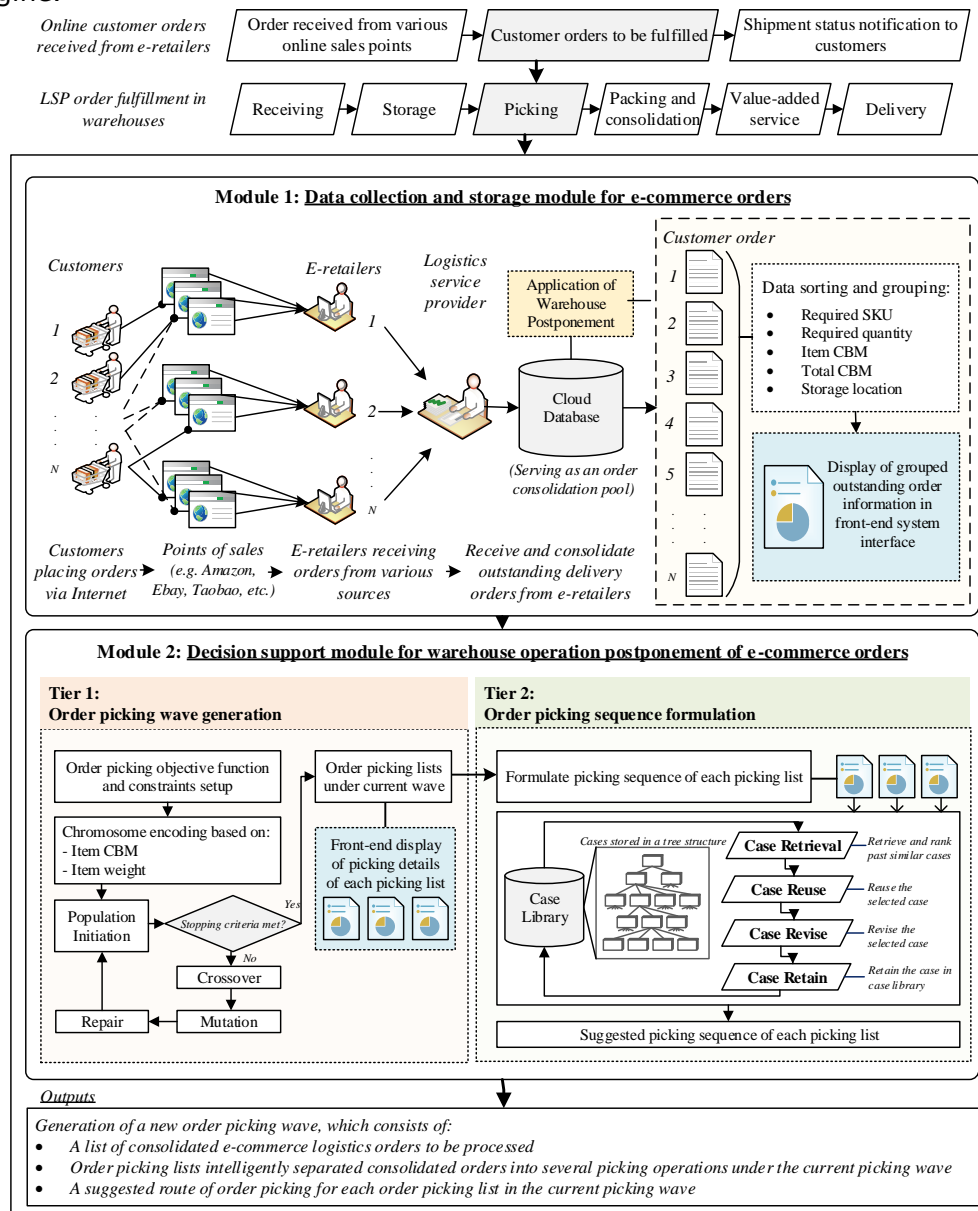 gine.
Online customer orders
received from e-retailers
Order received from various
online sales points
Customer orders to be fulfilled
Shipment status notification to
customers
LSP order fulfillment in
warehouses
Receiving
Storage
Picking
Packing and
consolidation
Value-added
service
Delivery
Module 1: Data collection and storage module for e-commerce orders
Customers
E-retailers
Logistics
service
provider
Application of
Warehouse
Postponement
Customer order
1
2
N
1
2
N
Cloud
Database
(Serving as an order
consolidation pool)
1
2
3
4
5
N
Data sorting and grouping:
• Required SKU
• Required quantity
• Item CBM
• Total CBM
• Storage location
Display of grouped
outstanding order
information in
front-end system
interface
Customers
placing orders
via Internet
Points of sales
(e.g. Amazon,
Ebay, Taobao, etc.)
E-retailers receiving
orders from various
sources
Receive and consolidate
outstanding delivery
orders from e-retailers
Module 2: Decision support module for warehouse operation postponement of e-commerce orders
Tier 1:
Order picking wave generation
Order picking objective function
and constraints setup
Chromosome encoding based on:
- Item CBM
- Item weight
Population
Initiation
Stopping criteria met?
Yes
No
Crossover
Mutation
Repair
Order picking lists
under current wave
Front-end display
of picking details
of each picking list
Tier 2:
Order picking sequence formulation
Formulate picking sequence of each picking list
Cases stored in a tree structure
Case
Library
Case Retrieval
Retrieve and rank
past similar cases
Case Reuse
Reuse the
selected case
Case Revise
Revise the
selected case
Case Retain
Retain the case in
case library
Suggested picking sequence of each picking list
Outputs
Generation of a new order picking wave, which consists of:
• A list of consolidated e-commerce logistics orders to be processed
• Order picking lists intelligently separated consolidated orders into several picking operations under the current picking wave
• A suggested route of order picking for each order picking list in the current picking wave